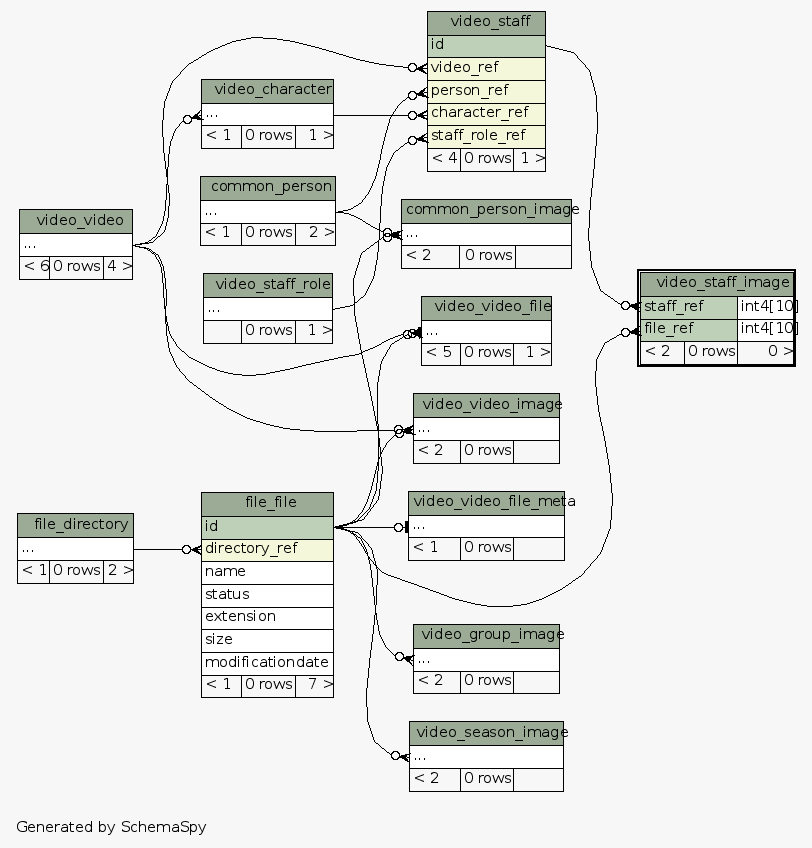 video_staff
id
video_ref
person_ref
character_ref
staff_role_ref
< 4 0 rows 1 >
video_character
...
< 1 0 rows 1 >
common_person
...
< 1 0 rows 2 >
video_video
...
< 6 0 rows 4 >
common_person_image
...
< 2 0 rows
video_staff_role
...
0 rows 1 >
video_staff_image
staff_ref int4[10]
file_ref int4[10]
< 2 0 rows 0 >
video_video_file
...
< 5 0 rows 1 >
video_video_image
...
< 2 0 rows
file_file
id
directory_ref
name
status
extension
size
modificationdate
< 1 0 rows 7 >
video_video_file_meta
...
< 1 0 rows
file_directory
...
< 1 0 rows 2 >
video_group_image
...
< 2 0 rows
video_season_image
...
< 2 0 rows
Generated by SchemaSpy